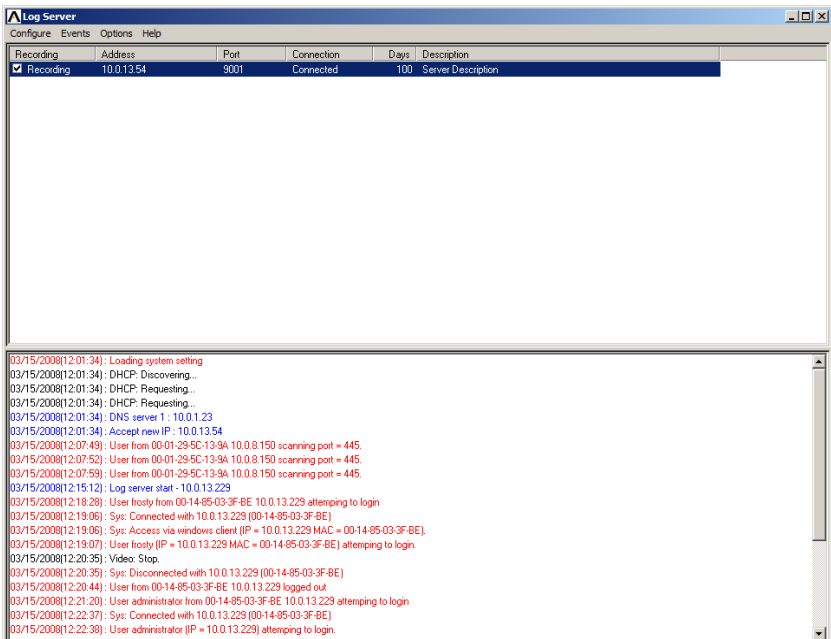 Log Server
Configure Events Options Help
Recording Address Port Connection Days Description
Recording 10.0.13.54 9001 Connected 100 Server Description
03/15/2008(12:01:34) : Loading system setting
03/15/2008(12:01:34) : DHCP: Discovering...
03/15/2008(12:01:34) : DHCP: Requesting...
03/15/2008(12:01:34) : DHCP: Requesting...
03/15/2008(12:01:34) : DNS server 1 : 10.0.1.23
03/15/2008(12:01:34) : Accept new IP : 10.0.13.54
03/15/2008(12:07:49) : User from 00-01-29-5C-13-9A 10.0.8.150 scanning port = 445.
03/15/2008(12:07:52) : User from 00-01-29-5C-13-9A 10.0.8.150 scanning port = 445.
03/15/2008(12:07:59) : User from 00-01-29-5C-13-9A 10.0.8.150 scanning port = 445.
03/15/2008(12:15:12) : Log server start - 10.0.13.229
03/15/2008(12:18:28) : User frosty from 00-14-85-03-3F-BE 10.0.13.229 attemping to login
03/15/2008(12:19:06) : Sys: Connected with 10.0.13.229 (00-14-85-03-3F-BE)
03/15/2008(12:19:06) : Sys: Access via windows client (IP = 10.0.13.229 MAC = 00-14-85-03-3F-BE).
03/15/2008(12:19:07) : User frosty (IP = 10.0.13.229 MAC = 00-14-85-03-3F-BE) attemping to login.
03/15/2008(12:20:35) : Video: Stop.
03/15/2008(12:20:35) : Sys: Disconnected with 10.0.13.229 (00-14-85-03-3F-BE)
03/15/2008(12:20:44) : User from 00-14-85-03-3F-BE 10.0.13.229 logged out
03/15/2008(12:21:20) : User administrator from 00-14-85-03-3F-BE 10.0.13.229 attemping to login
03/15/2008(12:22:37) : Sys: Connected with 10.0.13.229 (00-14-85-03-3F-BE)
03/15/2008(12:22:38) : User administrator (IP = 10.0.13.229) attemping to login.